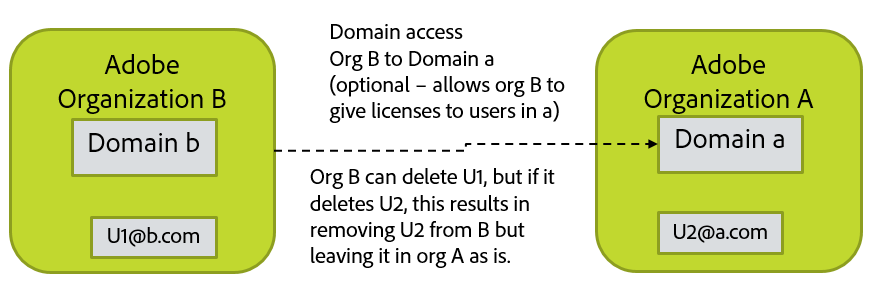 Adobe
Organization B
Domain b
U1@b.com
Domain access
Org B to Domain a
(optional – allows org B to
give licenses to users in a)
Org B can delete U1, but if it
deletes U2, this results in
removing U2 from B but
leaving it in org A as is.
Adobe
Organization A
Domain a
U2@a.com